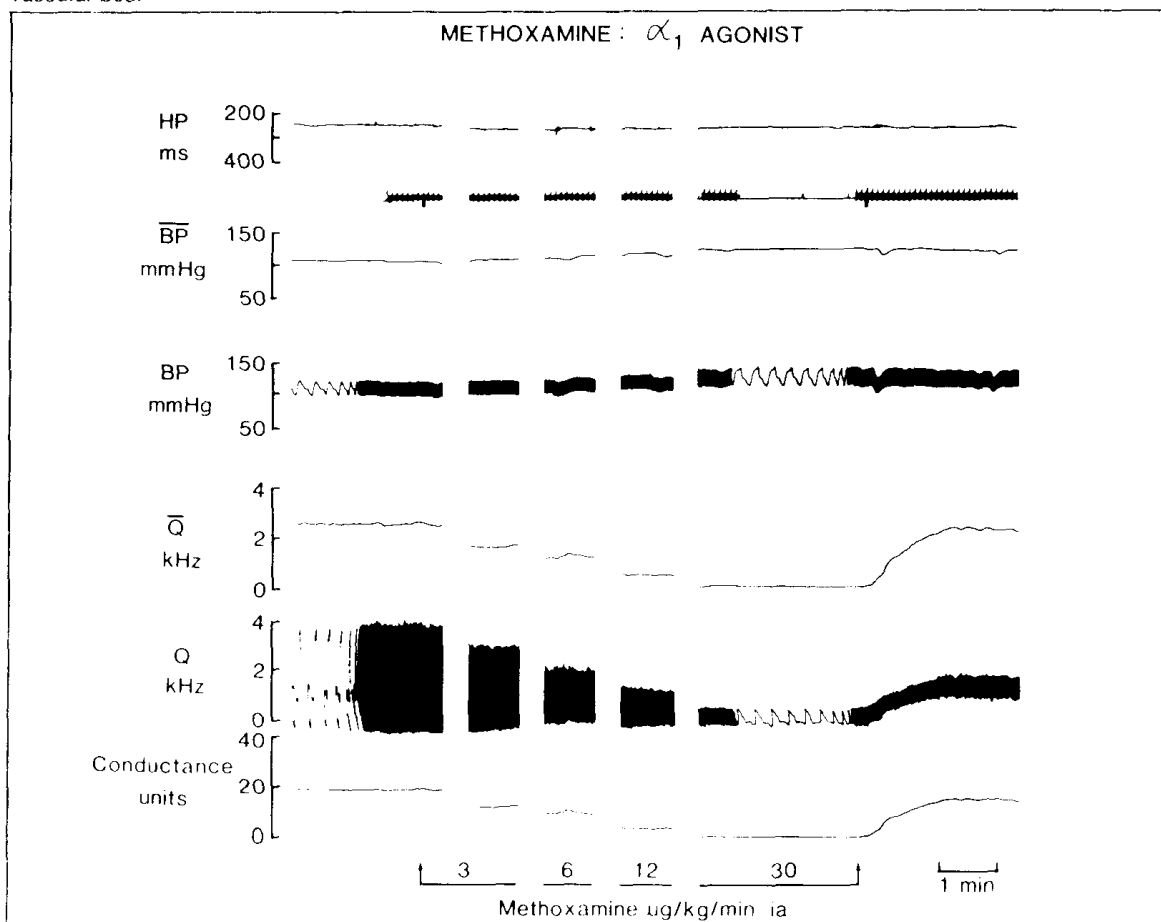 METHOXAMINE : α1 AGONIST
HP
ms
200
400
BP
mmHg
150
50
BP
mmHg
150
50
Q
kHz
4
2
0
Q
kHz
4
2
0
Conductance
units
40
20
0
3 6 12 30
1 min
Methoxamine ug/kg/min ia